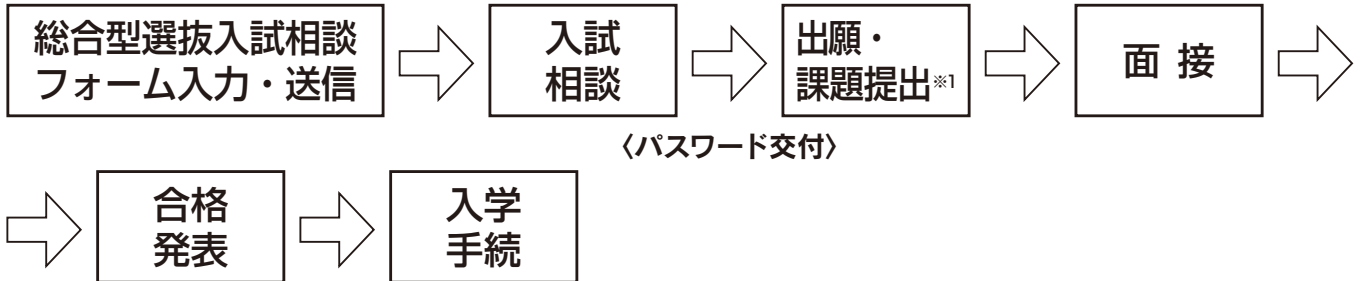 総合型選抜入試相談
フォーム入力・送信
入試
相談
出願・
課題提出※1
面 接
〈パスワード交付〉
合格
発表
入学
手続